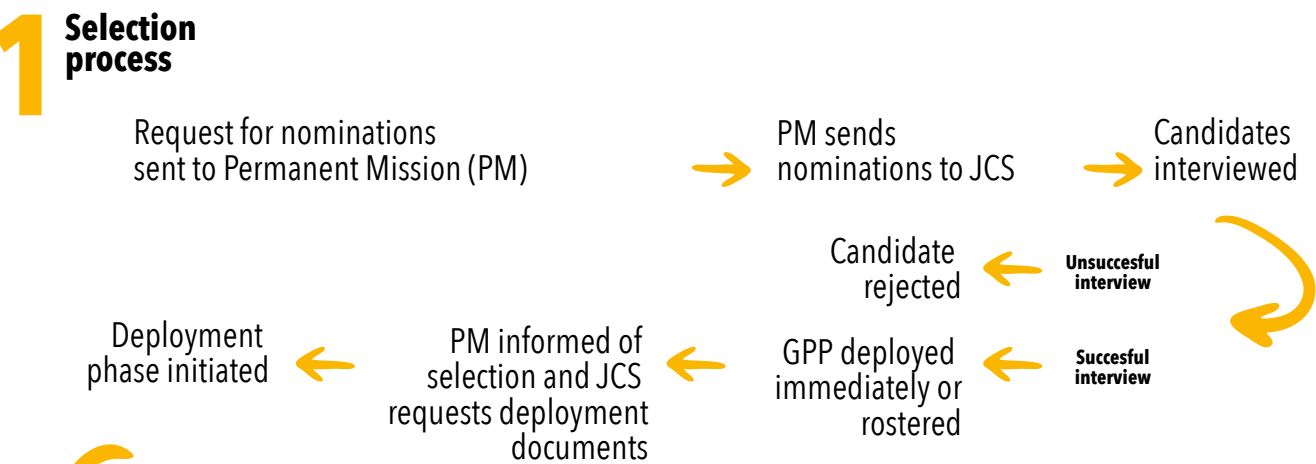 1
Selection
process
Request for nominations
sent to Permanent Mission (PM)
PM sends
nominations to JCS
Candidates
interviewed
Unsuccesful
interview
Candidate
rejected
Succesful
interview
GPP deployed
immediately or
rostered
PM informed of
selection and JCS
requests deployment
documents
Deployment
phase initiated